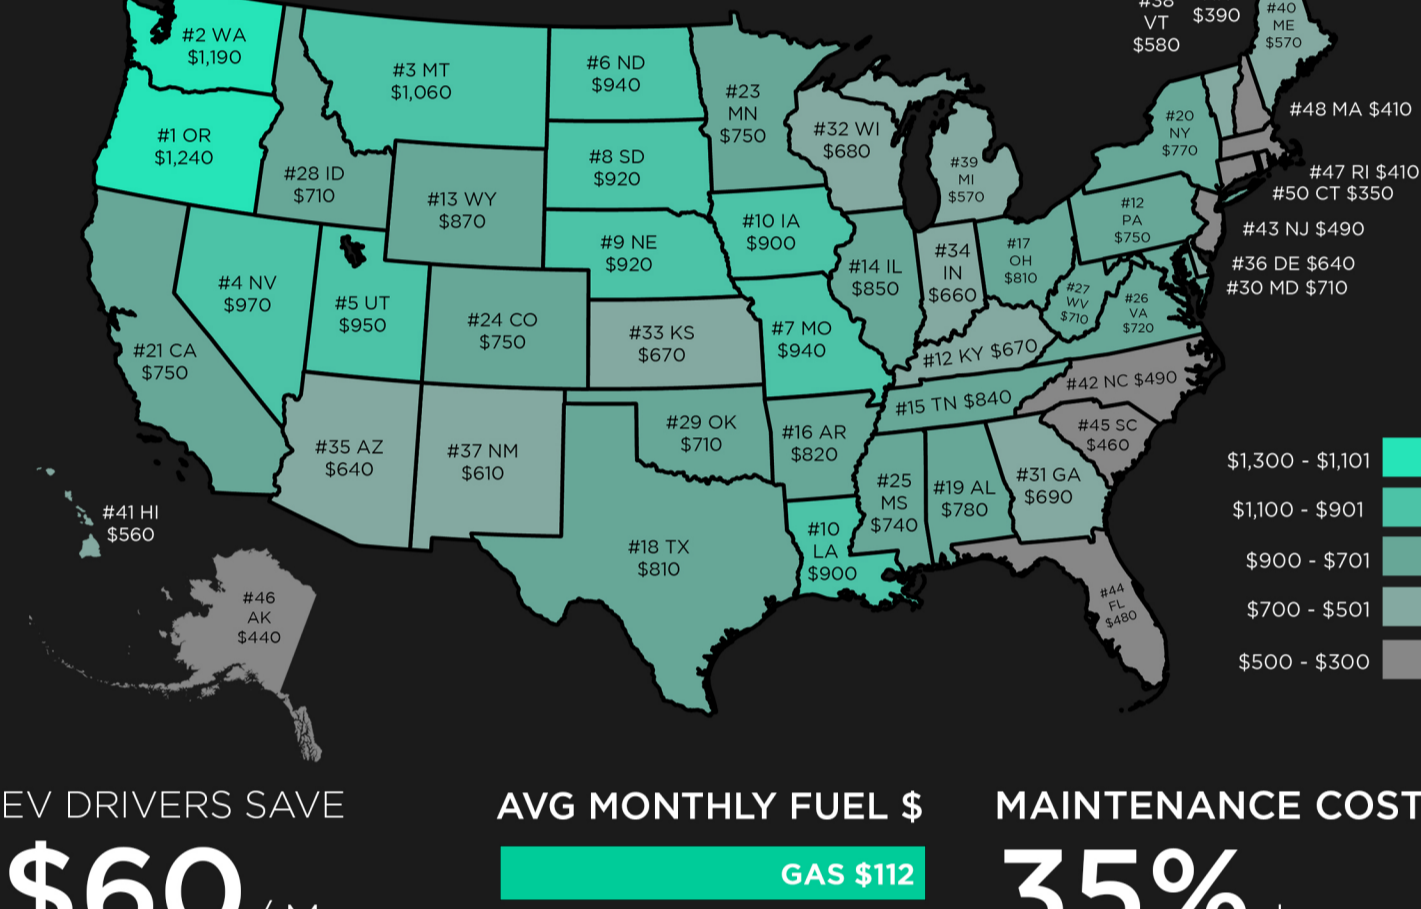 #38
VT
$580
$390
#40
ME
$570
#2 WA
$1,190
#3 MT
$1,060
#6 ND
$940
#23
MN
$750
#32 WI
$680
#39
MI
$570
#20
NY
$770
#48 MA $410
#47 RI $410
#50 CT $350
#43 NJ $490
#36 DE $640
#30 MD $710
#1 OR
$1,240
#28 ID
$710
#13 WY
$870
#8 SD
$920
#9 NE
$920
#10 IA
$900
#14 IL
$850
#34
IN
$660
#17
OH
$810
#12
PA
$750
#27
WV
$710
#26
VA
$720
#4 NV
$970
#5 UT
$950
#24 CO
$750
#33 KS
$670
#7 MO
$940
#12 KY $670
#42 NC $490
#21 CA
$750
#35 AZ
$640
#37 NM
$610
#29 OK
$710
#16 AR
$820
#15 TN $840
#45 SC
$460
#18 TX
$810
#10
LA
$900
#25
MS
$740
#19 AL
$780
#31 GA
$690
#44
FL
$480
#41 HI
$560
#46
AK
$440
$1,300 - $1,101
$1,100 - $901
$900 - $701
$700 - $501
$500 - $300
EV DRIVERS SAVE
$60
AVG MONTHLY FUEL $
GAS $112
MAINTENANCE COST
35%